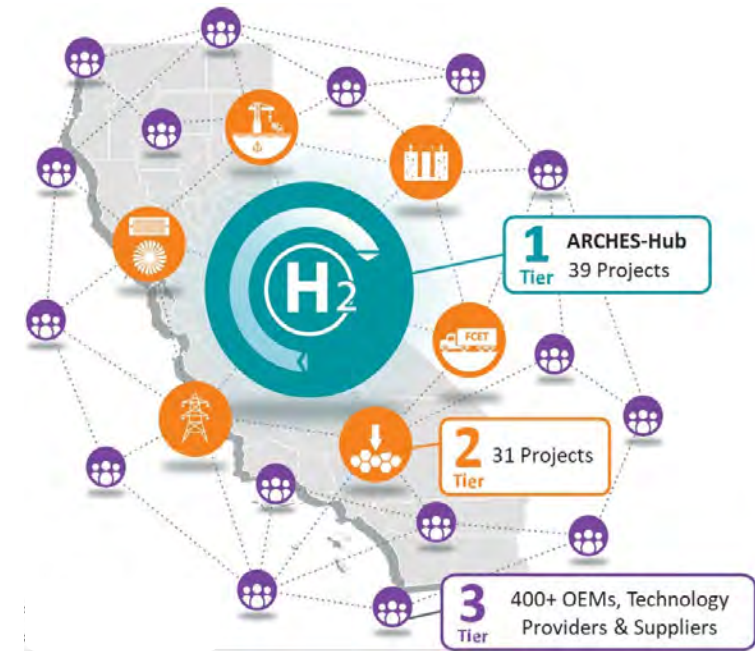 H2
1 ARCHES-Hub
Tier 39 Projects
FCET
2 31 Projects
Tier
3 400+ OEMs, Technology
Tier Providers & Suppliers